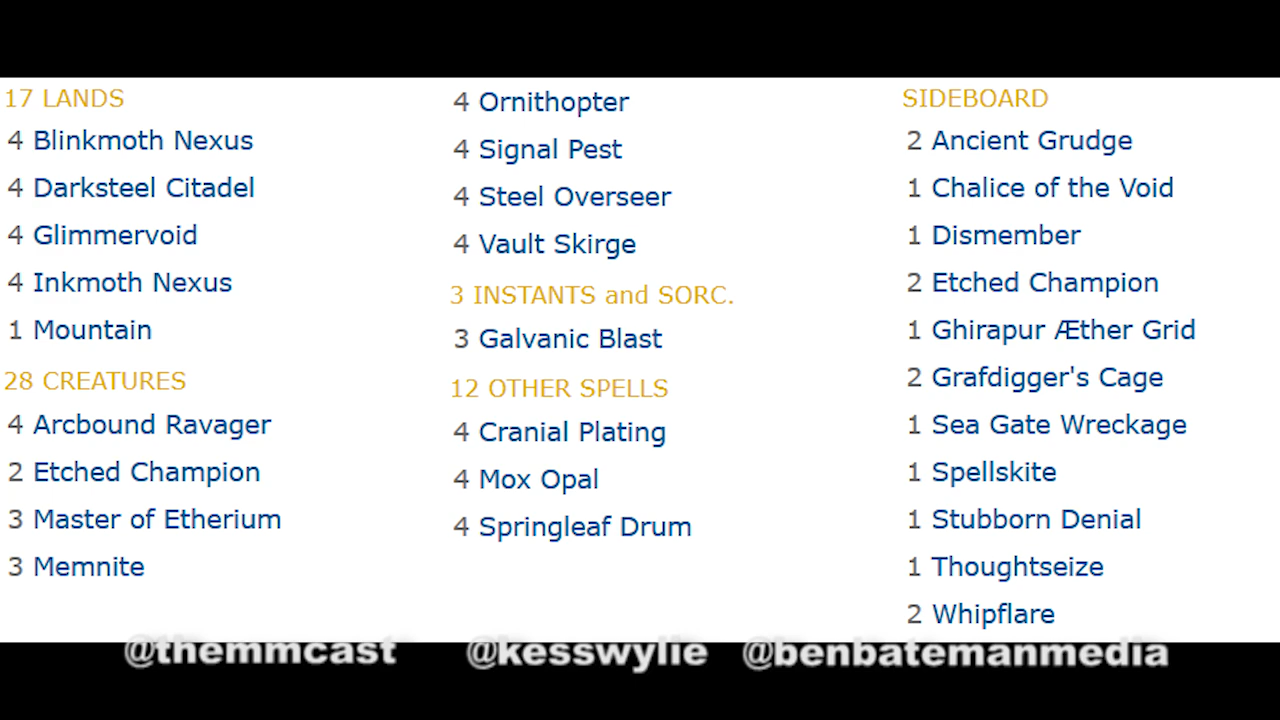 17 LANDS
4 Blinkmoth Nexus
4 Darksteel Citadel
4 Glimmervoid
4 Inkmoth Nexus
1 Mountain
28 CREATURES
4 Arcbound Ravager
2 Etched Champion
3 Master of Etherium
3 Memnite
4 Ornithopter
4 Signal Pest
4 Steel Overseer
4 Vault Skirge
3 INSTANTS and SORC.
3 Galvanic Blast
12 OTHER SPELLS
4 Cranial Plating
4 Mox Opal
4 Springleaf Drum
SIDEBOARD
2 Ancient Grudge
1 Chalice of the Void
1 Dismember
2 Etched Champion
1 Ghirapur Æther Grid
2 Grafdigger's Cage
1 Sea Gate Wreckage
1 Spellskite
1 Stubborn Denial
1 Thoughtseize
2 Whipflare
@themmcast @kesswylie @benbatemanmedia